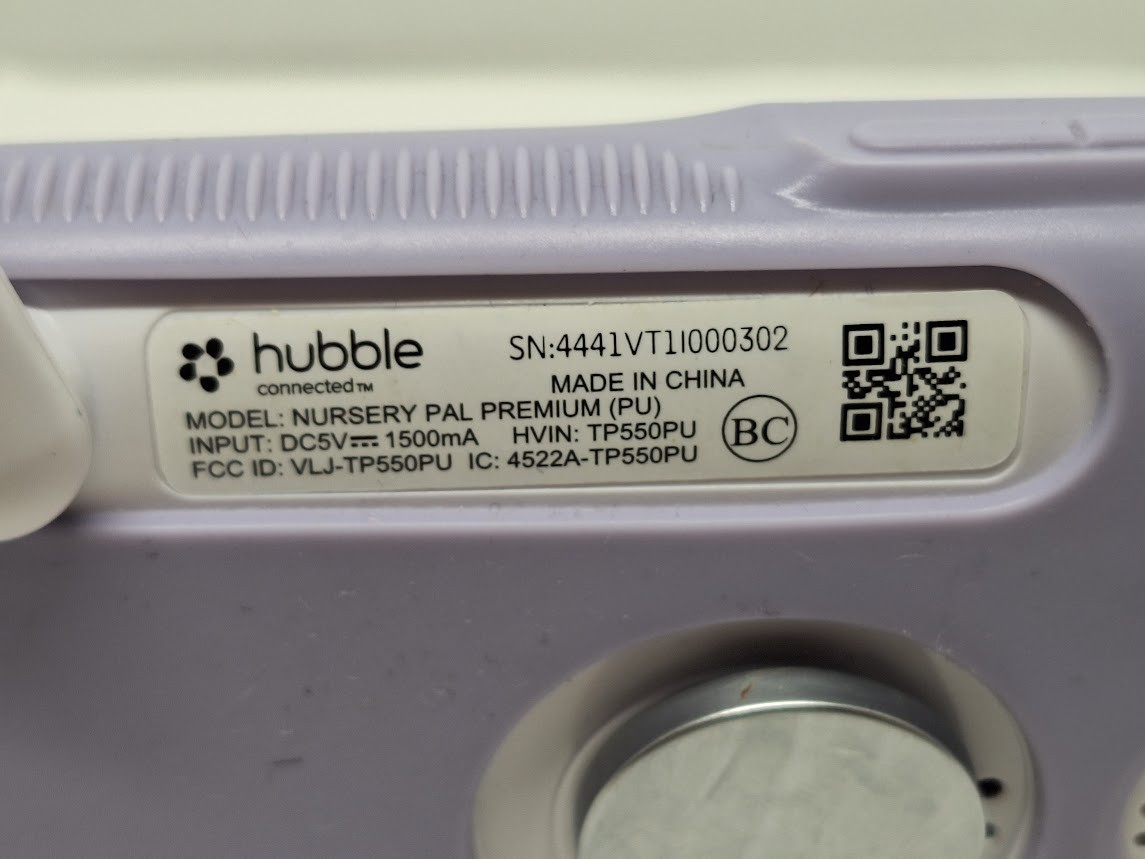 hubble
connected™
SN:4441VT1I000302
MADE IN CHINA
MODEL: NURSERY PAL PREMIUM (PU)
INPUT: DC5V⎓ 1500mA HVIN: TP550PU
FCC ID: VLJ-TP550PU IC: 4522A-TP550PU
BC